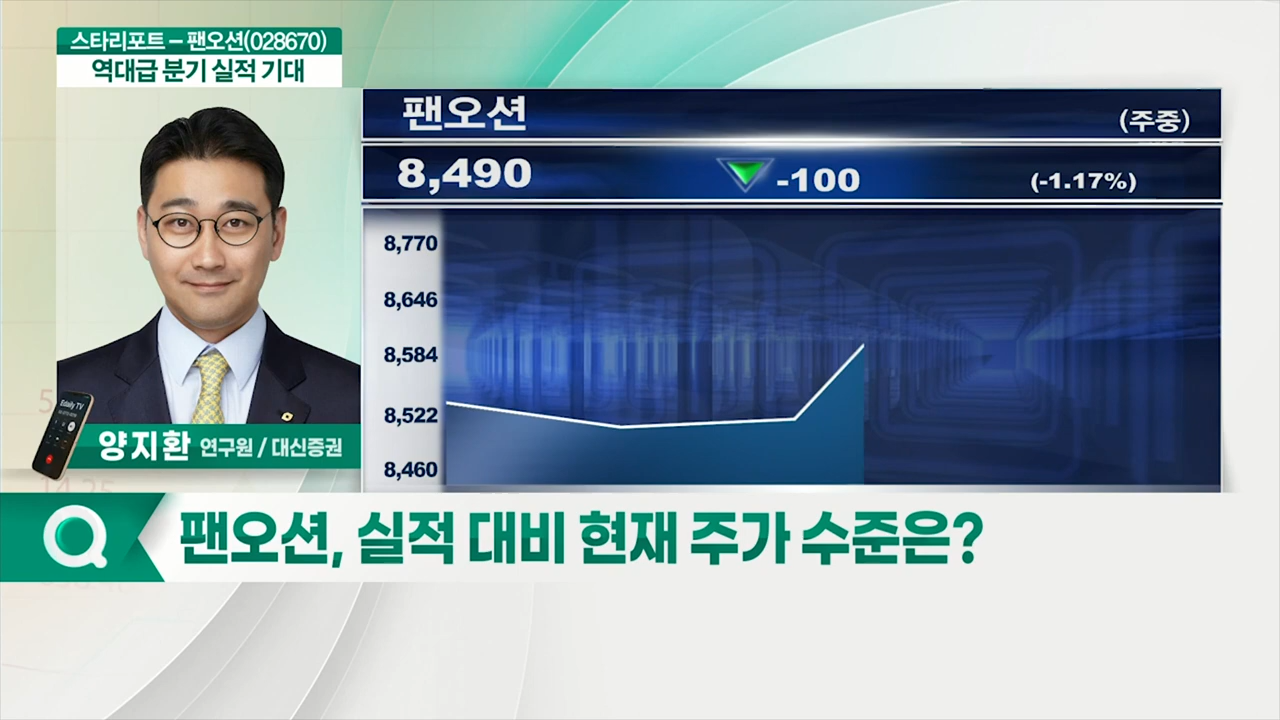 스타리포트 – 팬오션(028670)
역대급 분기 실적 기대
팬오션
(주중)
8,490
-100
(-1.17%)
8,770
8,646
8,584
8,522
8,460
Edaily TV
양지환 연구원 / 대신증권
Q
팬오션, 실적 대비 현재 주가 수준은?